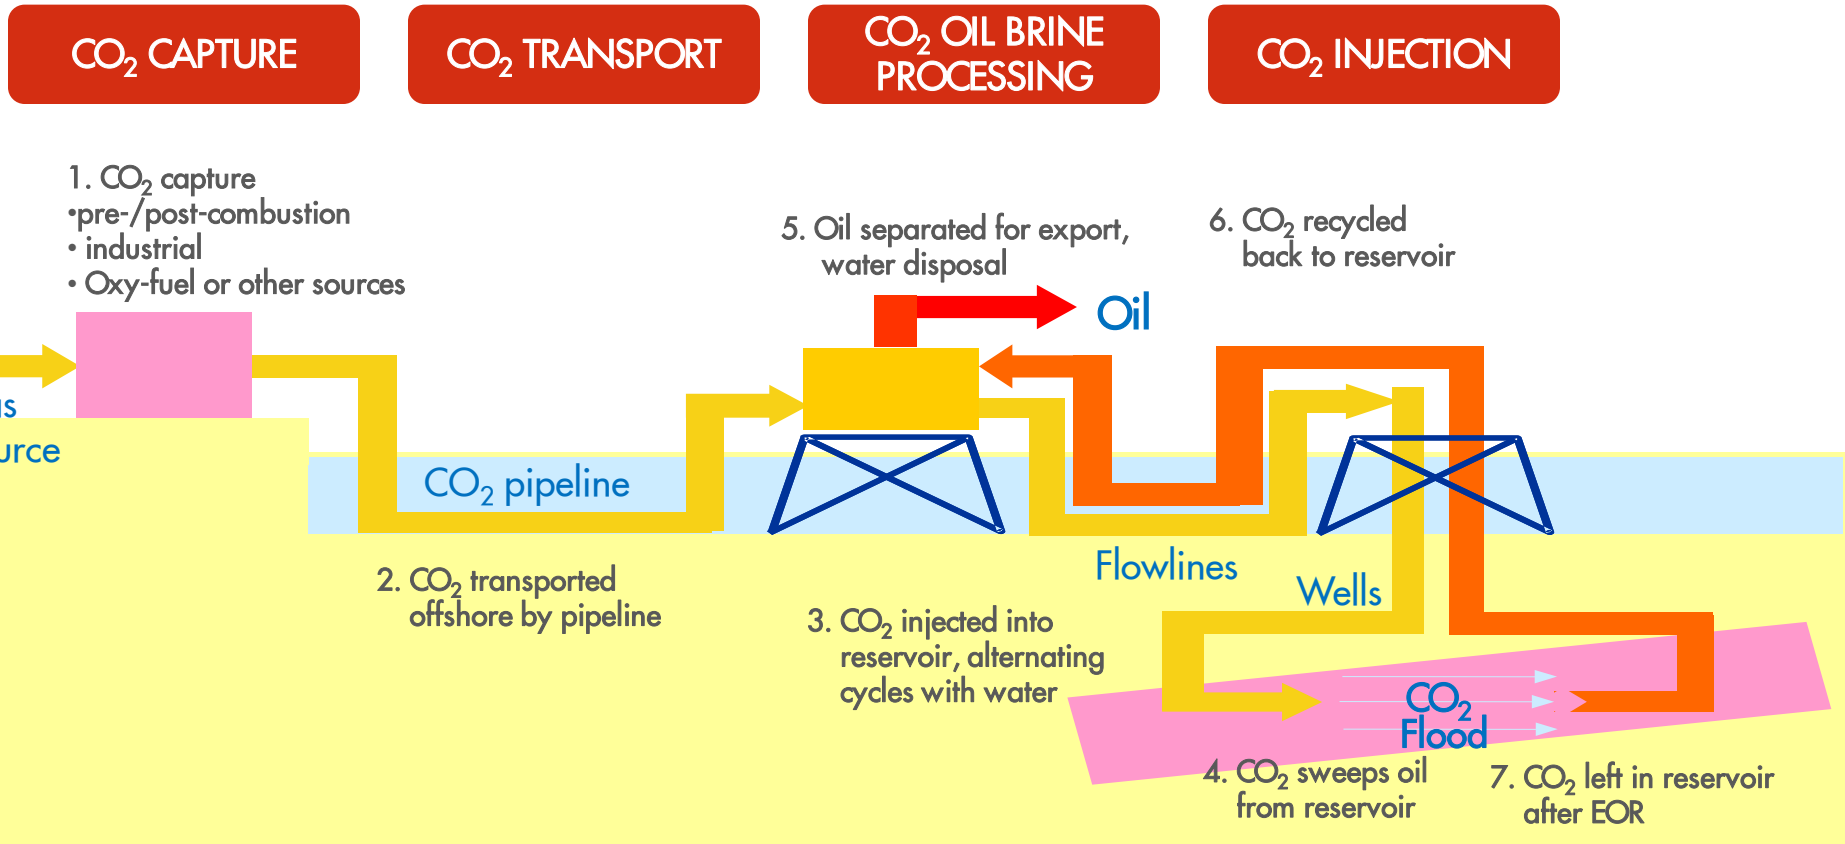 CO₂ CAPTURE
CO₂ TRANSPORT
CO₂ OIL BRINE
PROCESSING
CO₂ INJECTION
1. CO₂ capture
•pre-/post-combustion
• industrial
• Oxy-fuel or other sources
5. Oil separated for export,
water disposal
6. CO₂ recycled
back to reservoir
Oil
CO₂ pipeline
2. CO₂ transported
offshore by pipeline
Flowlines
Wells
3. CO₂ injected into
reservoir, alternating
cycles with water
CO₂
Flood
4. CO₂ sweeps oil
from reservoir
7. CO₂ left in reservoir
after EOR